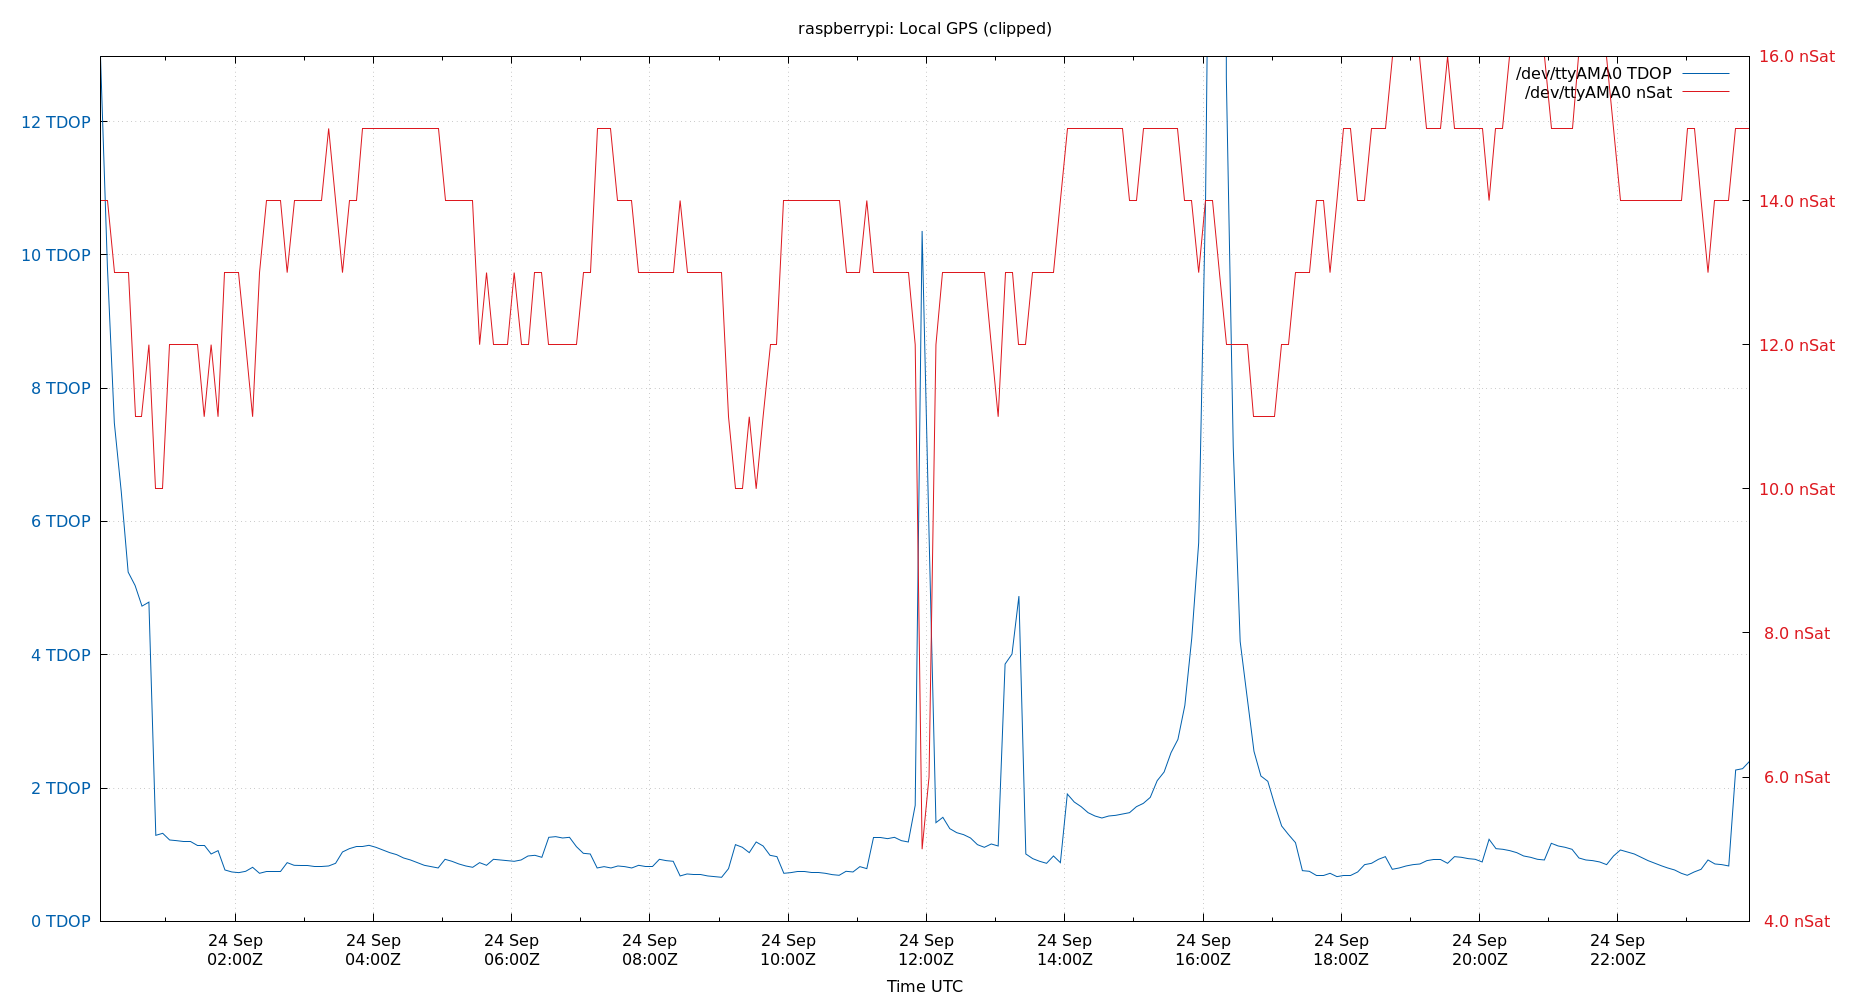 raspberrypi: Local GPS (clipped)
16.0 nSat
/dev/ttyAMA0 TDOP
/dev/ttyAMA0 nSat
12 TDOP
14.0 nSat
10 TDOP
12.0 nSat
8 TDOP
10.0 nSat
6 TDOP
8.0 nSat
4 TDOP
6.0 nSat
2 TDOP
0 TDOP
4.0 nSat
24 Sep 24 Sep 24 Sep 24 Sep 24 Sep 24 Sep 24 Sep 24 Sep 24 Sep 24 Sep 24 Sep
02:00Z 04:00Z 06:00Z 08:00Z 10:00Z 12:00Z 14:00Z 16:00Z 18:00Z 20:00Z 22:00Z
Time UTC